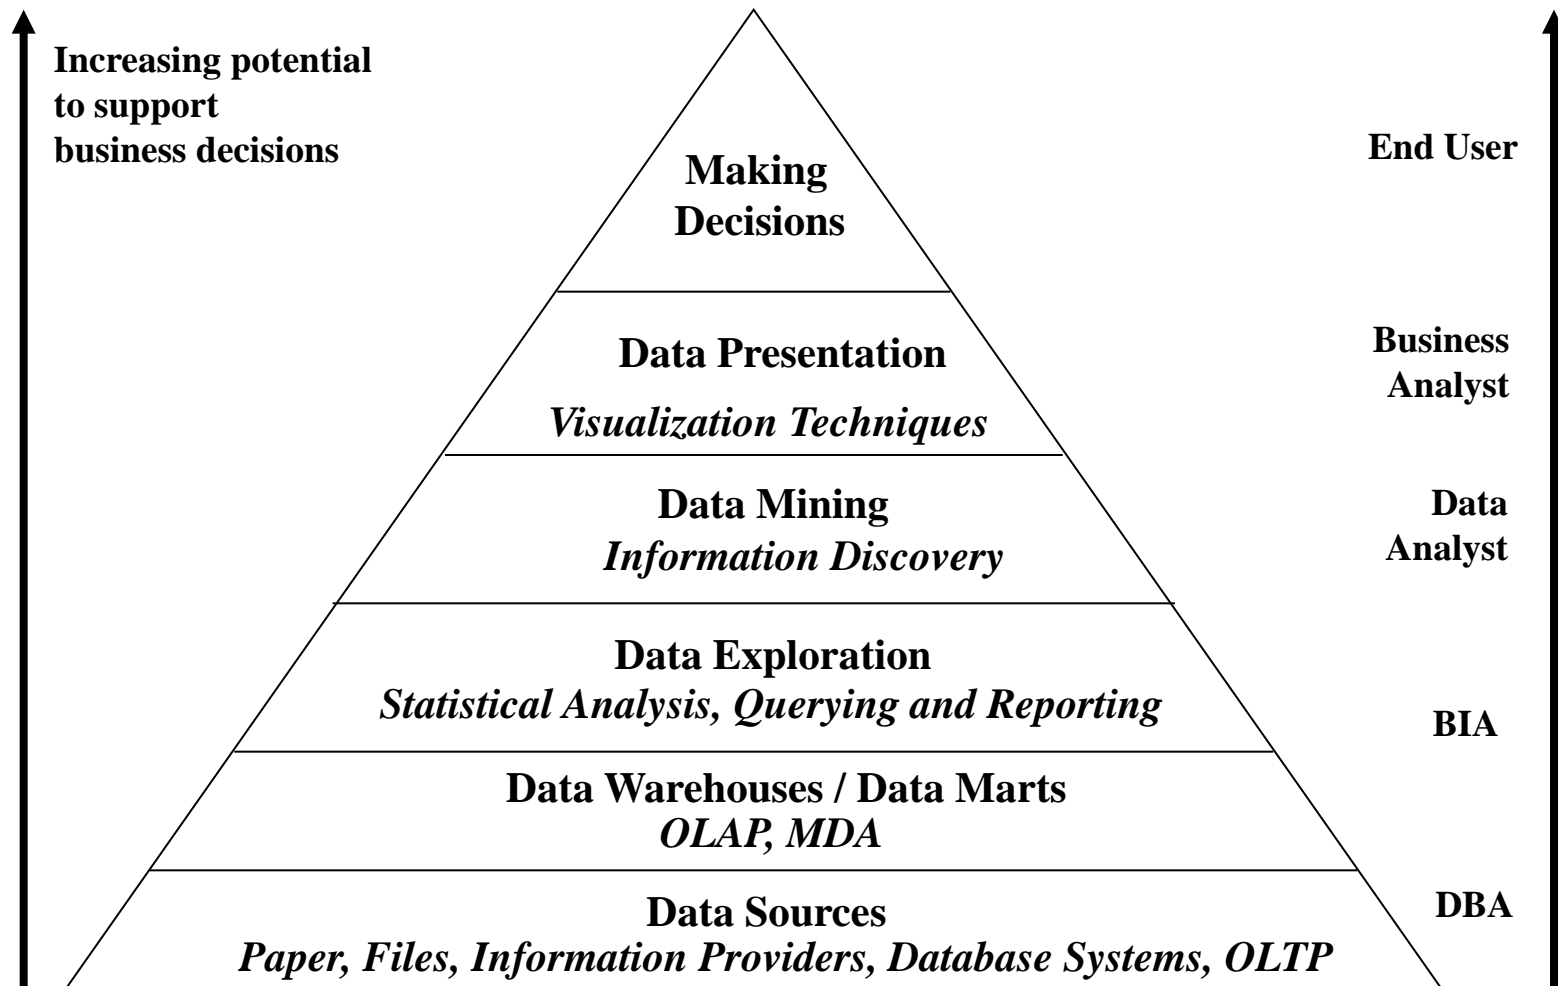 Increasing potential
to support
business decisions
End User
Making
Decisions
Business
Analyst
Data Presentation
Visualization Techniques
Data
Analyst
Data Mining
Information Discovery
Data Exploration
Statistical Analysis, Querying and Reporting
BIA
Data Warehouses / Data Marts
OLAP, MDA
DBA
Data Sources
Paper, Files, Information Providers, Database Systems, OLTP